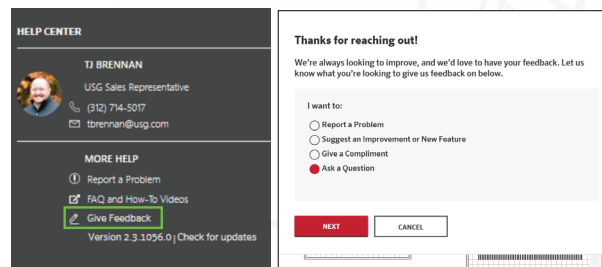 HELP CENTER
TJ BRENNAN
USG Sales Representative
(312) 714-5017
tbrennan@usg.com
MORE HELP
Report a Problem
FAQ and How-To Videos
Give Feedback
Version 2.3.1056.0 | Check for updates
Thanks for reaching out!
We're always looking to improve, and we'd love to have your feedback. Let us
know what you're looking to give us feedback on below.
I want to:
Report a Problem
Suggest an Improvement or New Feature
Give a Compliment
Ask a Question
NEXT
CANCEL